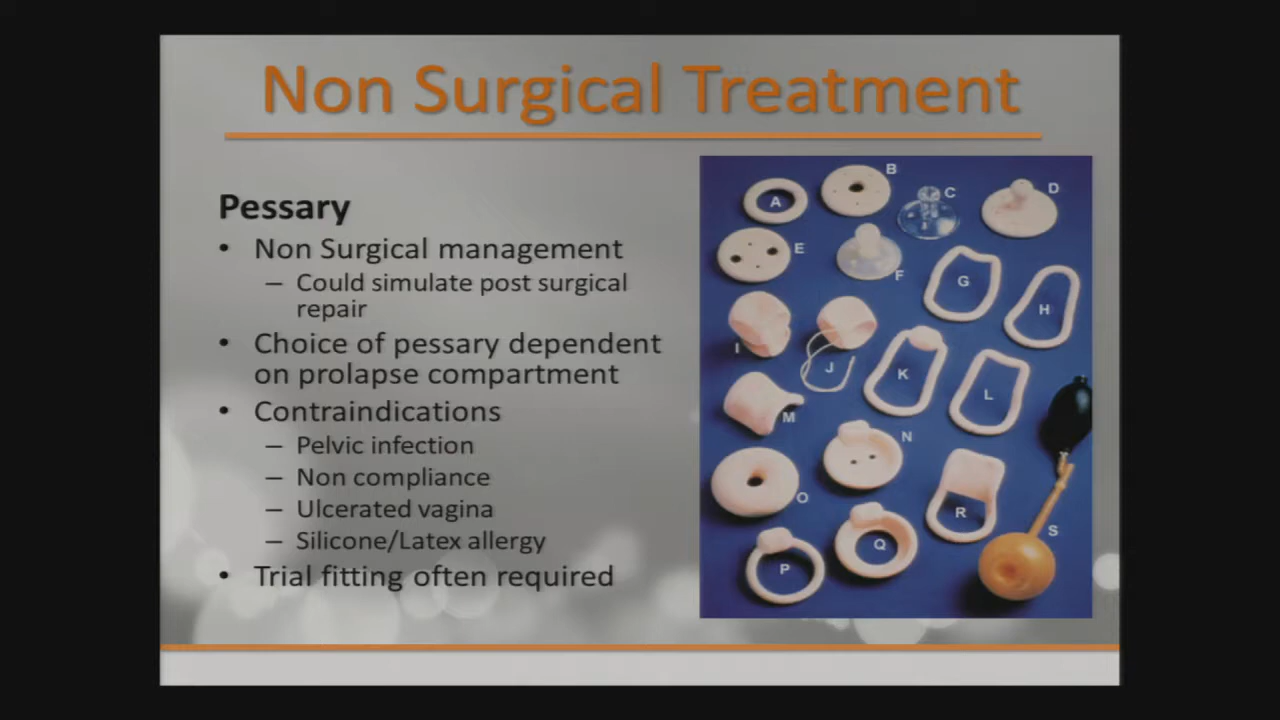 Non Surgical Treatment
Pessary
• Non Surgical management
– Could simulate post surgical
repair
• Choice of pessary dependent
on prolapse compartment
• Contraindications
– Pelvic infection
– Non compliance
– Ulcerated vagina
– Silicone/Latex allergy
• Trial fitting often required
A
B
C
D
E
F
G
H
I
J
K
L
M
N
O
P
Q
R
S